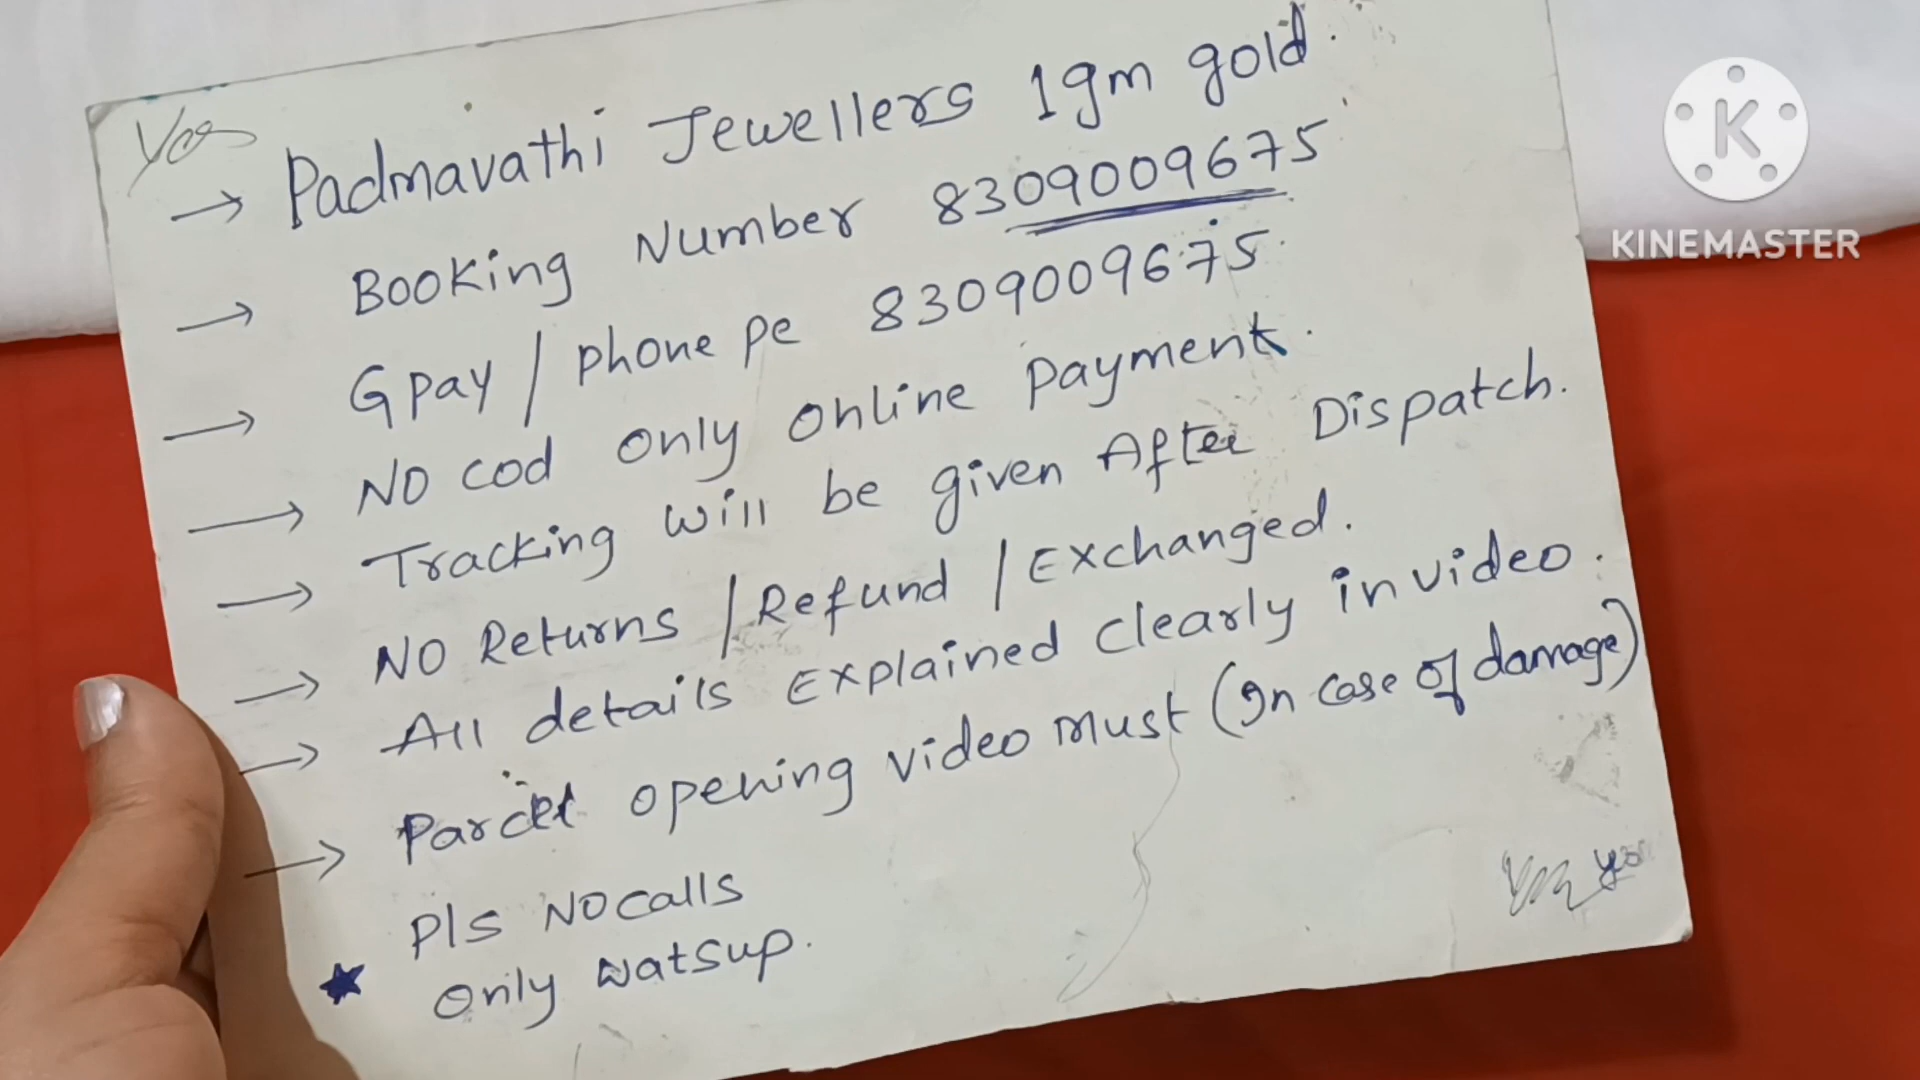 Padmavathi Jewellers 1gm gold.
Booking Number 8309009675
Gpay / phone pe 8309009675.
NO COD only online payment.
Tracking will be given After Dispatch.
NO Returns / Refund / Exchanged.
All details Explained Clearly in video.
Parcel opening video must (In case of damage)
Pls NO calls
only watsup.
KINEMASTER